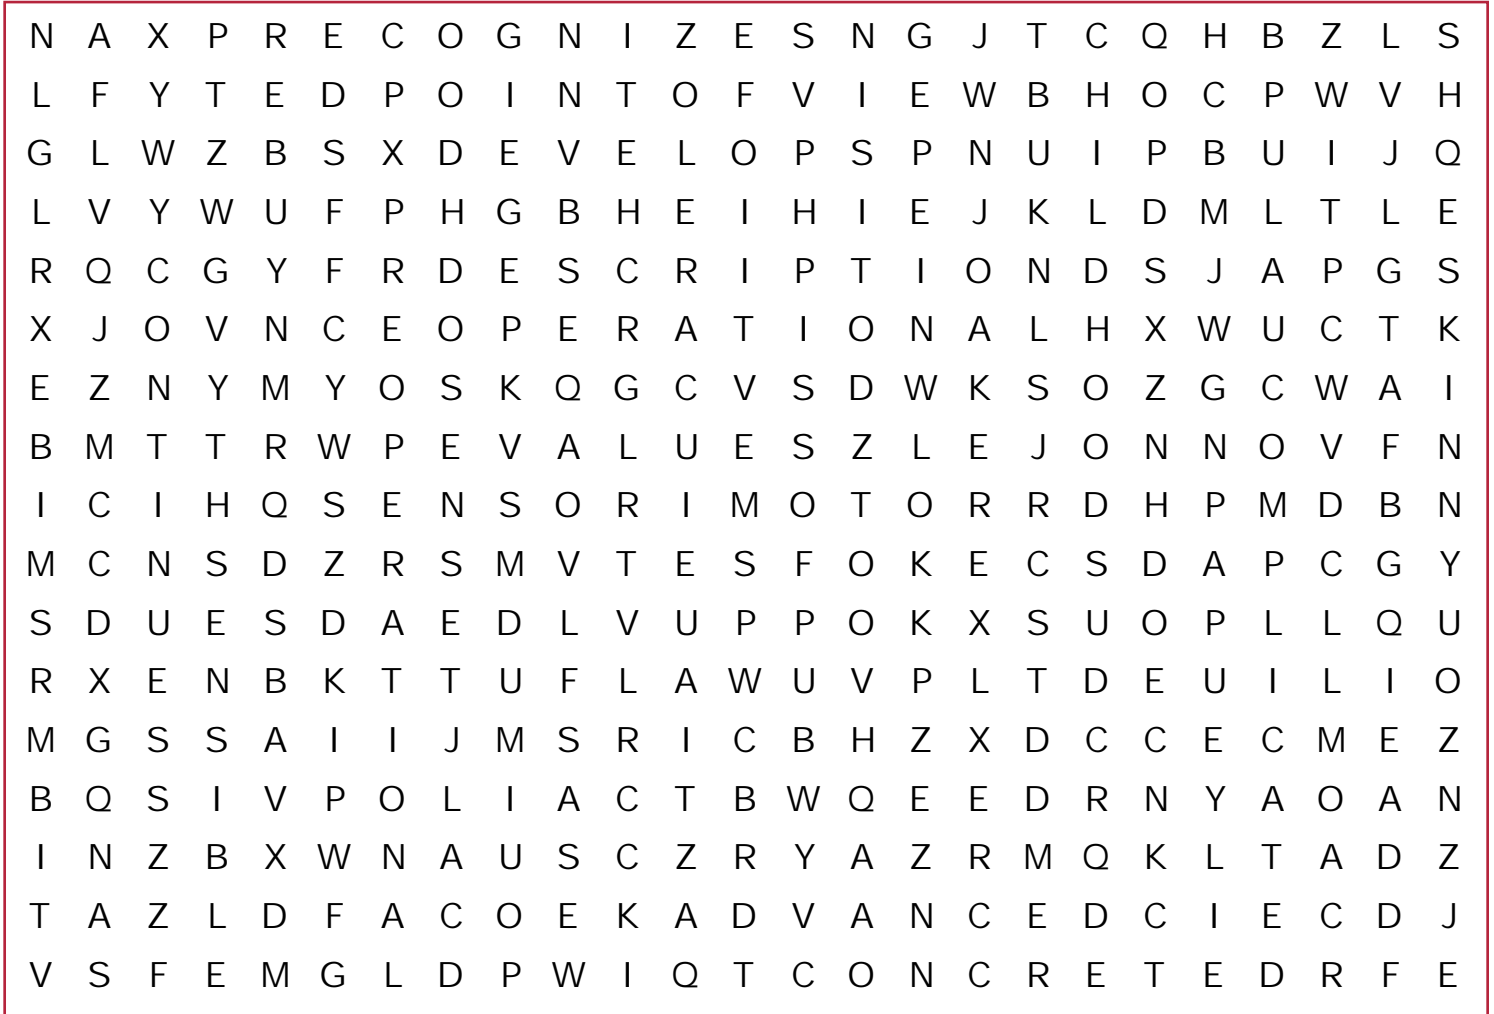 N A X P R E C O G N I Z E S N G J T C Q H B Z L S
L F Y T E D P O I N T O F V I E W B H O C P W V H
G L W Z B S X D E V E L O P S P N U I P B U I J Q
L V Y W U F P H G B H E I H I E J K L D M L T L E
R Q C G Y F R D E S C R I P T I O N D S J A P G S
X J O V N C E O P E R A T I O N A L H X W U C T K
E Z N Y M Y O S K Q G C V S D W K S O Z G C W A I
B M T T R W P E V A L U E S Z L E J O N N O V F N
I C I H Q S E N S O R I M O T O R R D H P M D B N
M C N S D Z R S M V T E S F O K E C S D A P C G Y
S D U E S D A E D L V U P P O K X S U O P L L Q U
R X E N B K T T U F L A W U V P L T D E U I L I O
M G S S A I I J M S R I C B H Z X D C C E C M E Z
B Q S I V P O L I A C T B W Q E E D R N Y A O A N
I N Z B X W N A U S C Z R Y A Z R M Q K L T A D Z
T A Z L D F A C O E K A D V A N C E D C I E C D J
V S F E M G L D P W I Q T C O N C R E T E D R F E